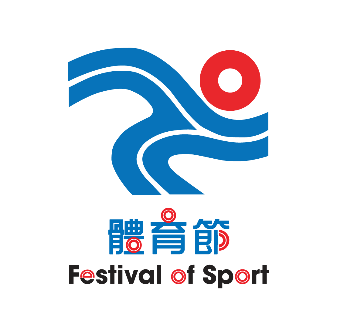 體育節
Festival of Sport